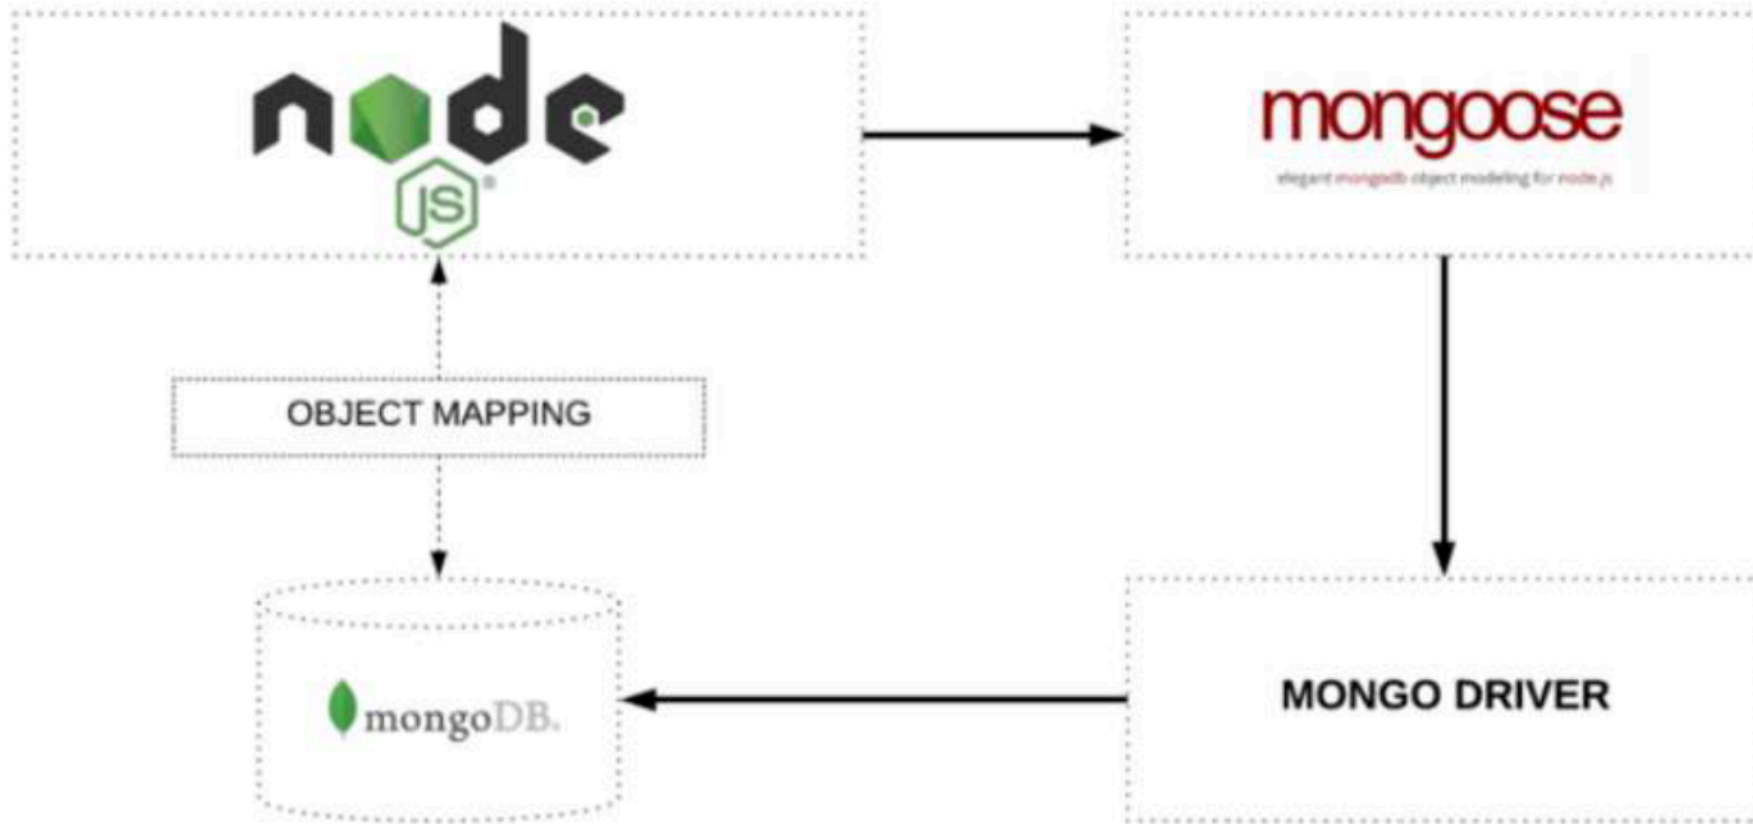 node
JS®
mongoose
elegant mongodb object modeling for node.js
OBJECT MAPPING
mongoDB.
MONGO DRIVER